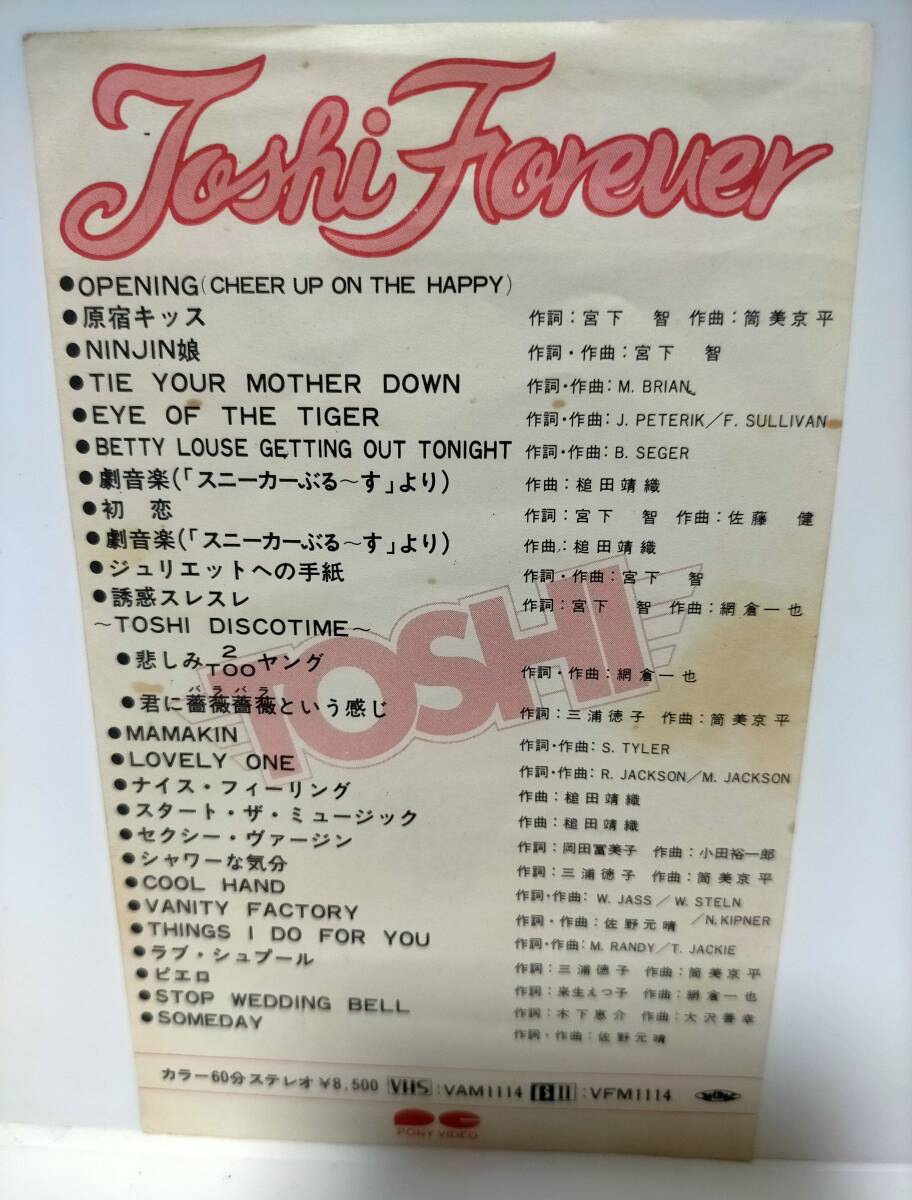 Toshi Forever
●OPENING(CHEER UP ON THE HAPPY)
●原宿キッス 作詞:宮下 智 作曲:筒美京平
●NINJIN娘 作詞・作曲:宮下 智
●TIE YOUR MOTHER DOWN 作詞・作曲:M. BRIAN
●EYE OF THE TIGER 作詞・作曲:J. PETERIK/F. SULLIVAN
●BETTY LOUSE GETTING OUT TONIGHT 作詞・作曲:B. SEGER
●劇音楽(「スニーカーぶる〜す」より) 作曲:槌田靖織
●初 恋 作詞:宮下 智 作曲:佐藤 健
●劇音楽(「スニーカーぶる〜す」より) 作曲:槌田靖織
●ジュリエットへの手紙 作詞・作曲:宮下 智
●誘惑スレスレ 作詞:宮下 智 作曲:網倉一也
〜TOSHI DISCOTIME〜
●悲しみ2TOOヤング 作詞・作曲:網倉一也
バラバラ
●君に薔薇薔薇という感じ 作詞:三浦徳子 作曲:筒美京平
●MAMAKIN 作詞・作曲:S. TYLER
●LOVELY ONE 作詞・作曲:R. JACKSON/M. JACKSON
●ナイス・フィーリング 作曲:槌田靖織
●スタート・ザ・ミュージック 作曲:槌田靖織
●セクシー・ヴァージン 作詞:岡田冨美子 作曲:小田裕一郎
●シャワーな気分 作詞:三浦徳子 作曲:筒美京平
●COOL HAND 作詞・作曲:W. JASS/W. STELN/N. KIPNER
●VANITY FACTORY 作詞・作曲:佐野元晴
●THINGS I DO FOR YOU 作詞・作曲:M. RANDY/T. JACKIE
●ラブ・シュプール 作詞:三浦徳子 作曲:筒美京平
●ピエロ 作詞:来生えつ子 作曲:網倉一也
●STOP WEDDING BELL 作詞:木下恵介 作曲:大沢善幸
●SOMEDAY 作詞・作曲:佐野元晴
TOSHI
カラー60分ステレオ ¥8,500 VHS:VAM1114 βII:VFM1114
PONY VIDEO